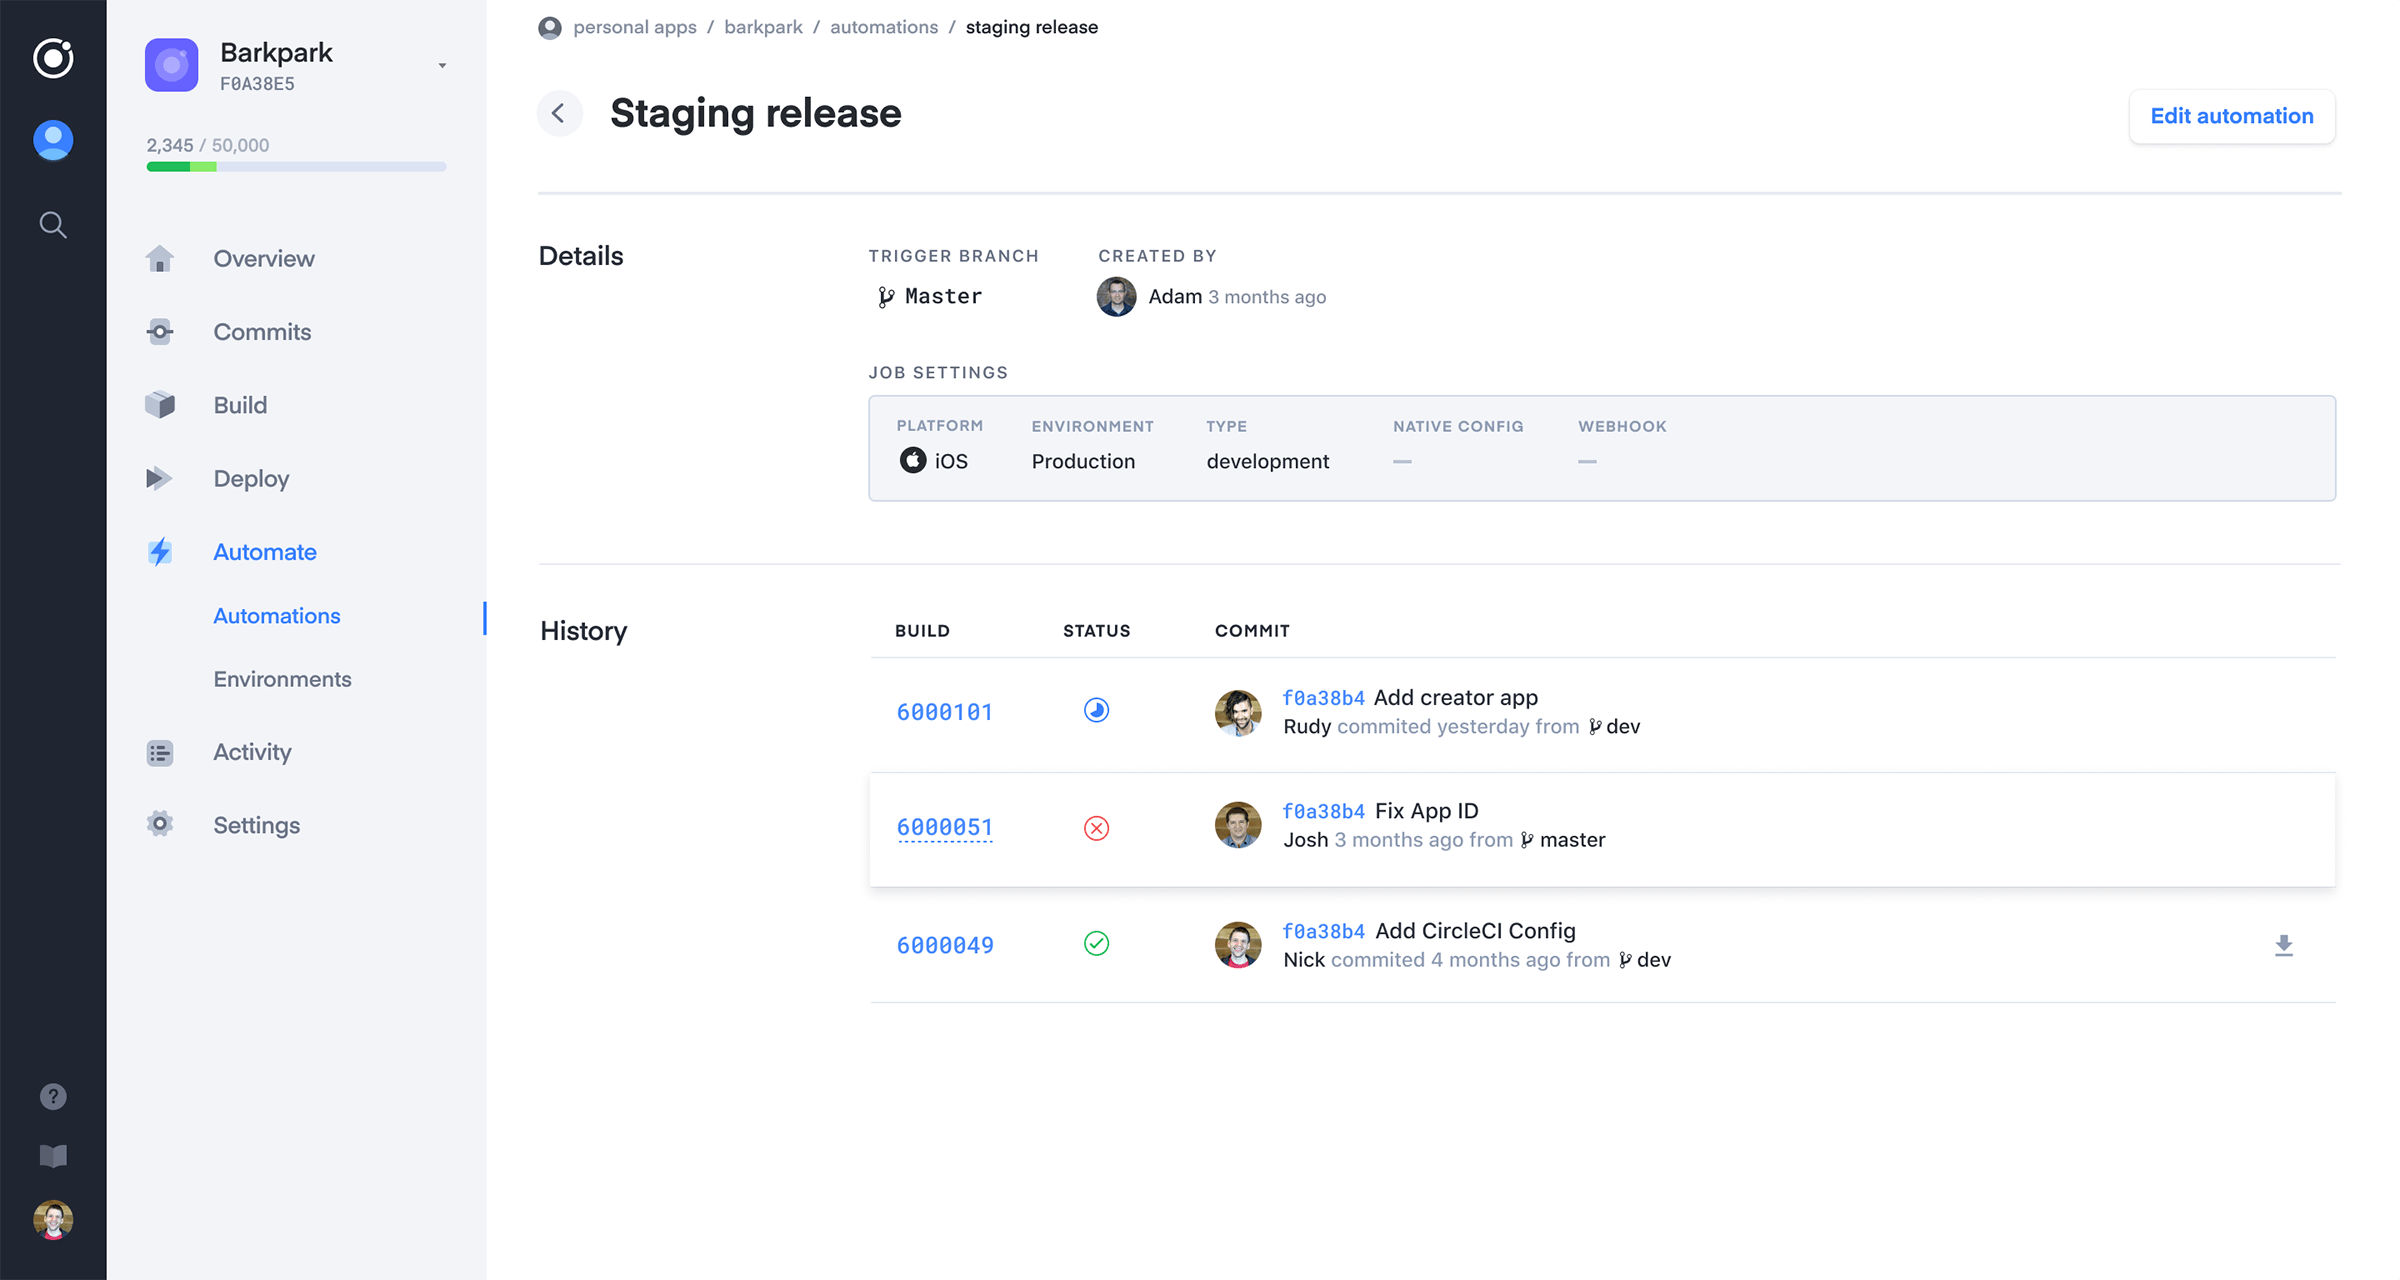 Barkpark
F0A38E5
2,345 / 50,000
Overview
Commits
Build
Deploy
Automate
Automations
Environments
Activity
Settings
?
personal apps / barkpark / automations / staging release
Staging release
Edit automation
Details
TRIGGER BRANCH
Master
CREATED BY
Adam 3 months ago
JOB SETTINGS
PLATFORM ENVIRONMENT TYPE NATIVE CONFIG WEBHOOK
iOS Production development — —
History
BUILD STATUS COMMIT
6000101
f0a38b4 Add creator app
Rudy commited yesterday from dev
6000051
f0a38b4 Fix App ID
Josh 3 months ago from master
6000049
f0a38b4 Add CircleCI Config
Nick commited 4 months ago from dev